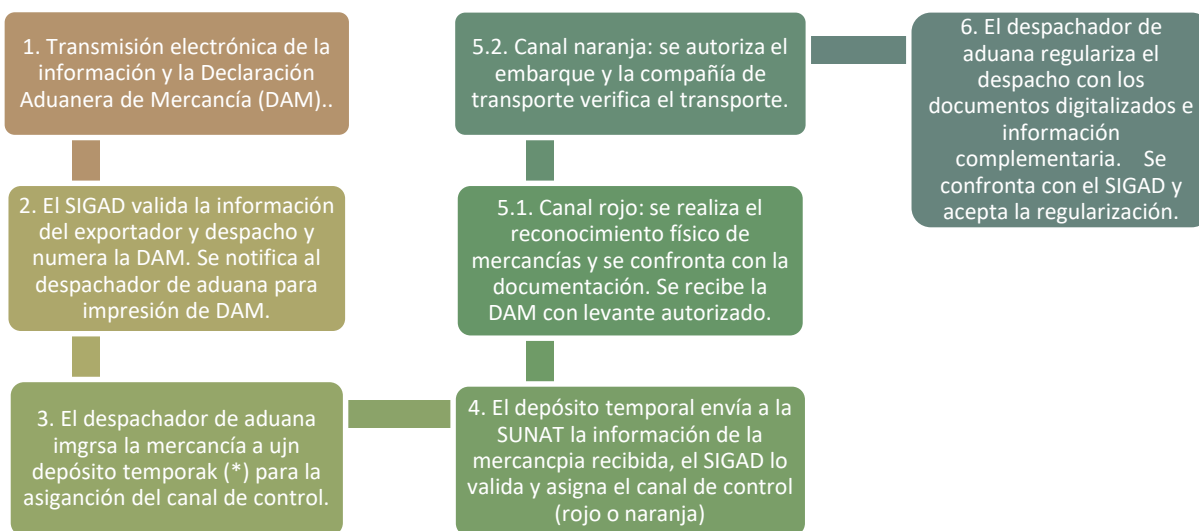 1. Transmisión electrónica de la
información y la Declaración
Aduanera de Mercancía (DAM)..
2. El SIGAD valida la información
del exportador y despacho y
numera la DAM. Se notifica al
despachador de aduana para
impresión de DAM.
3. El despachador de aduana
imgrsa la mercancía a ujn
depósito temporak (*) para la
asiganción del canal de control.
4. El depósito temporal envía a la
SUNAT la información de la
mercancpia recibida, el SIGAD lo
valida y asigna el canal de control
(rojo o naranja)
5.1. Canal rojo: se realiza el
reconocimiento físico de
mercancías y se confronta con la
documentación. Se recibe la
DAM con levante autorizado.
5.2. Canal naranja: se autoriza el
embarque y la compañía de
transporte verifica el transporte.
6. El despachador de
aduana regulariza el
despacho con los
documentos digitalizados e
información
complementaria. Se
confronta con el SIGAD y
acepta la regularización.